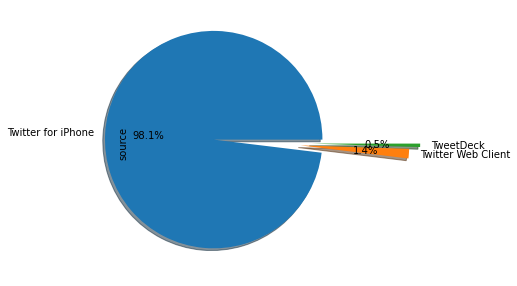 Twitter for iPhone
98.1%
source
0.5%
TweetDeck
1.4%
Twitter Web Client